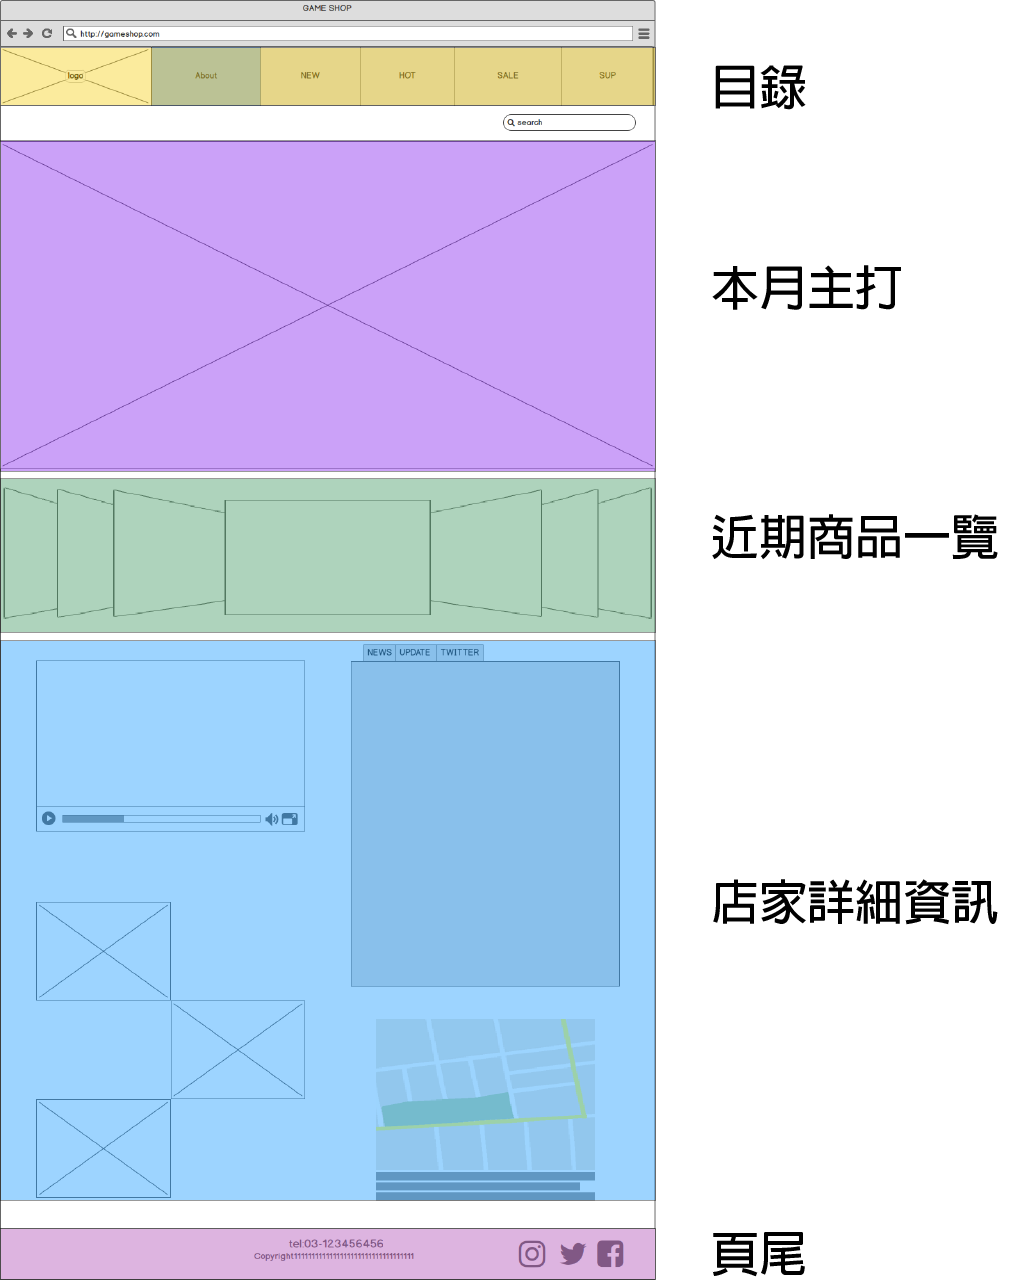 GAME SHOP
http://gameshop.com
logo
About
NEW
HOT
SALE
SUP
目錄
search
本月主打
近期商品一覽
NEWS
UPDATE
TWITTER
店家詳細資訊
tel:03-123456456
頁尾